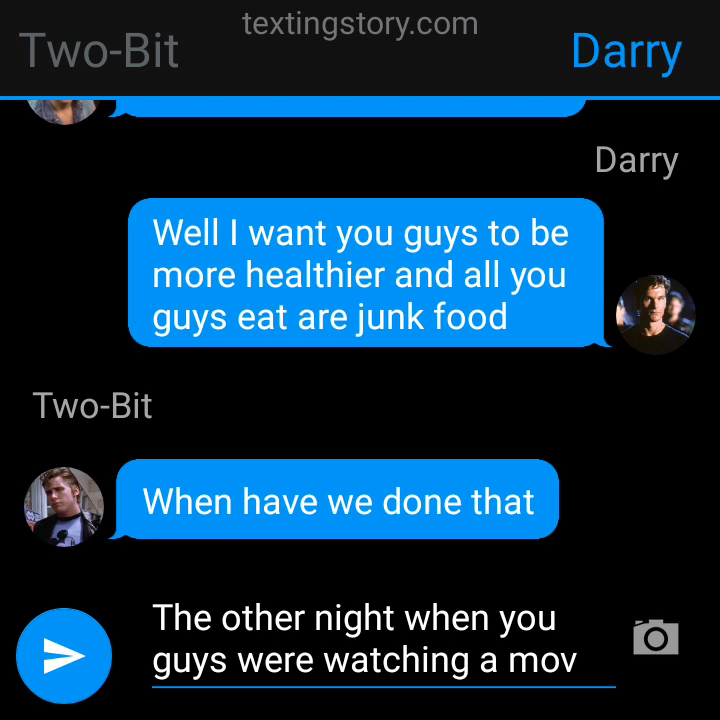 textingstory.com
Two-Bit
Darry
Darry
Well I want you guys to be
more healthier and all you
guys eat are junk food
Two-Bit
When have we done that
The other night when you
guys were watching a mov